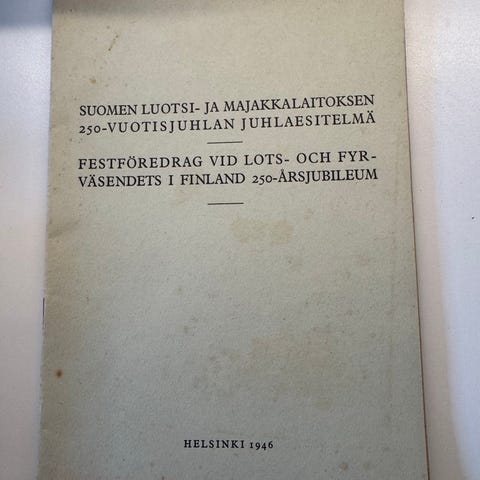 SUOMEN LUOTSI- JA MAJAKKALAITOKSEN
250-VUOTISJUHLAN JUHLAESITELMÄ
FESTFÖREDRAG VID LOTS- OCH FYR-
VÄSENDETS I FINLAND 250-ÅRSJUBILEUM
HELSINKI 1946